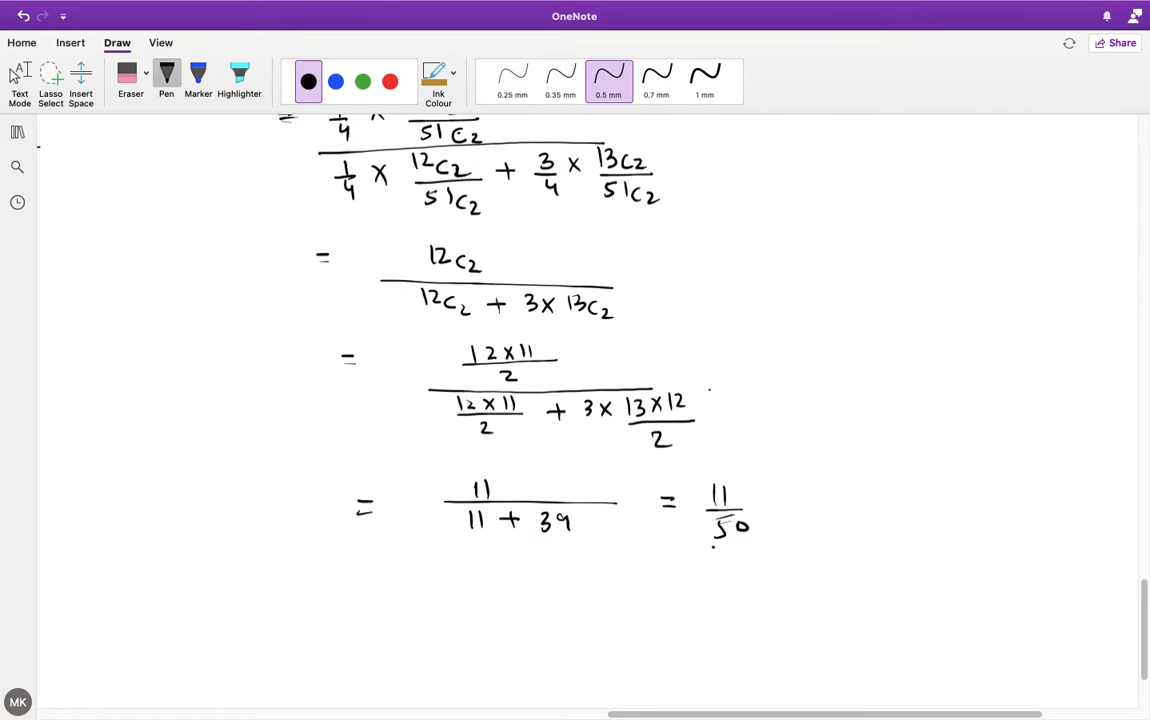 OneNote
Home Insert Draw View
Share
Text Mode
Lasso Select
Insert Space
Eraser
Pen
Marker
Highlighter
Ink Colour
0.25 mm
0.35 mm
0.5 mm
0.7 mm
1 mm
= 1/4 × / 51C2
1/4 × 12C2/51C2 + 3/4 × 13C2/51C2
= 12C2
12C2 + 3 × 13C2
= 12 × 11 / 2
12 × 11 / 2 + 3 × 13 × 12 / 2
= 11 / 11 + 39 = 11 / 50
MK